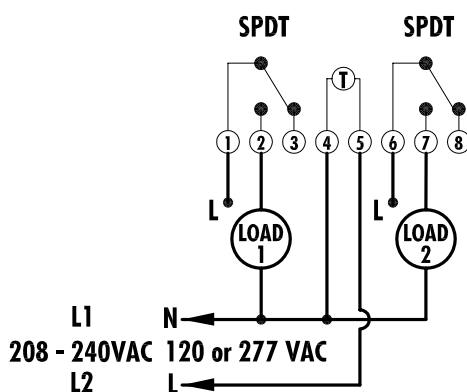 SPDT SPDT
T
1 2 3 4 5 6 7 8
L L
LOAD 1 LOAD 2
L1 N
208 - 240VAC 120 or 277 VAC
L2 L